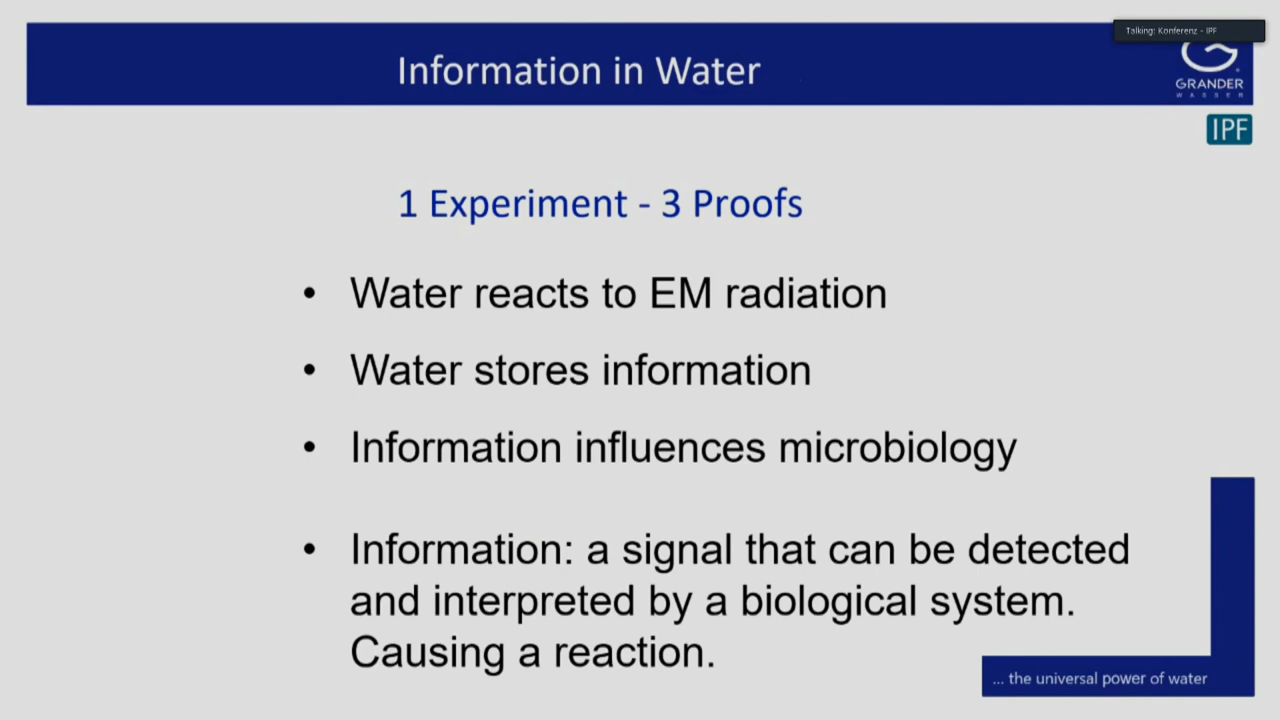 Talking: Konferenz - IPF
Information in Water
GRANDER
WASSER
IPF
1 Experiment - 3 Proofs
• Water reacts to EM radiation
• Water stores information
• Information influences microbiology
• Information: a signal that can be detected
and interpreted by a biological system.
Causing a reaction.
... the universal power of water